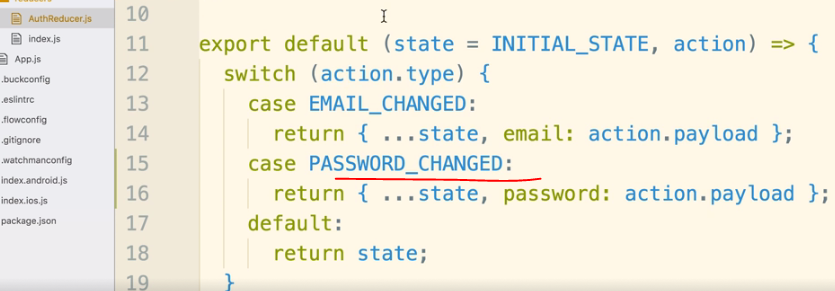 reducers
AuthReducer.js
index.js
App.js
.buckconfig
.eslintrc
.flowconfig
.gitignore
.watchmanconfig
index.android.js
index.ios.js
package.json
10
11 export default (state = INITIAL_STATE, action) => {
12 switch (action.type) {
13 case EMAIL_CHANGED:
14 return { ...state, email: action.payload };
15 case PASSWORD_CHANGED:
16 return { ...state, password: action.payload };
17 default:
18 return state;
19 }